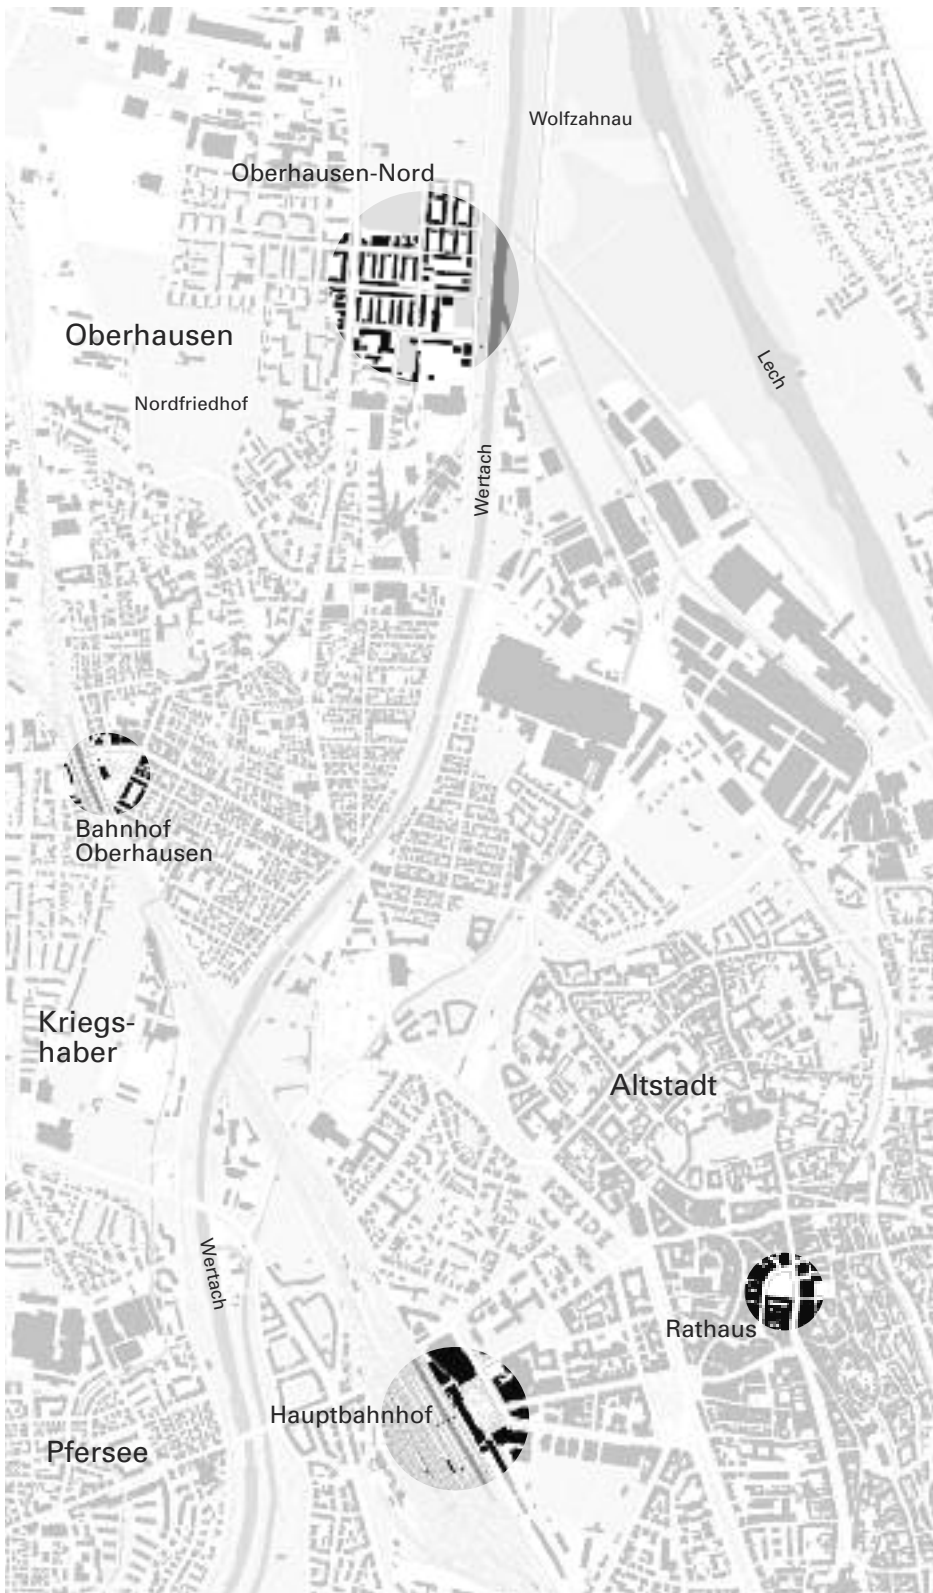 Wolfzahnau
Oberhausen-Nord
Oberhausen
Lech
Nordfriedhof
Wertach
Bahnhof
Oberhausen
Kriegs-
haber
Altstadt
Wertach
Rathaus
Hauptbahnhof
Pfersee